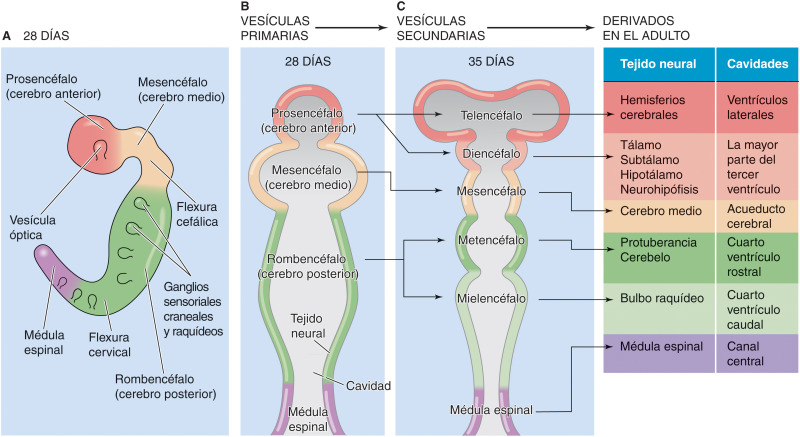 A 28 DÍAS
Prosencéfalo
(cerebro anterior)
Mesencéfalo
(cerebro medio)
Vesícula
óptica
Flexura
cefálica
Ganglios
sensoriales
craneales
y raquídeos
Médula
espinal
Flexura
cervical
Rombencéfalo
(cerebro posterior)
B
VESÍCULAS
PRIMARIAS
28 DÍAS
Prosencéfalo
(cerebro anterior)
Mesencéfalo
(cerebro medio)
Rombencéfalo
(cerebro posterior)
Tejido
neural
Cavidad
Médula
espinal
C
VESÍCULAS
SECUNDARIAS
35 DÍAS
Telencéfalo
Diencéfalo
Mesencéfalo
Metencéfalo
Mielencéfalo
Médula espinal
DERIVADOS
EN EL ADULTO
Tejido neural
Cavidades
Hemisferios
cerebrales
Ventrículos
laterales
Tálamo
Subtálamo
Hipotálamo
Neurohipófisis
La mayor
parte del
tercer
ventrículo
Cerebro medio
Acueducto
cerebral
Protuberancia
Cerebelo
Cuarto
ventrículo
rostral
Bulbo raquídeo
Cuarto
ventrículo
caudal
Médula espinal
Canal
central